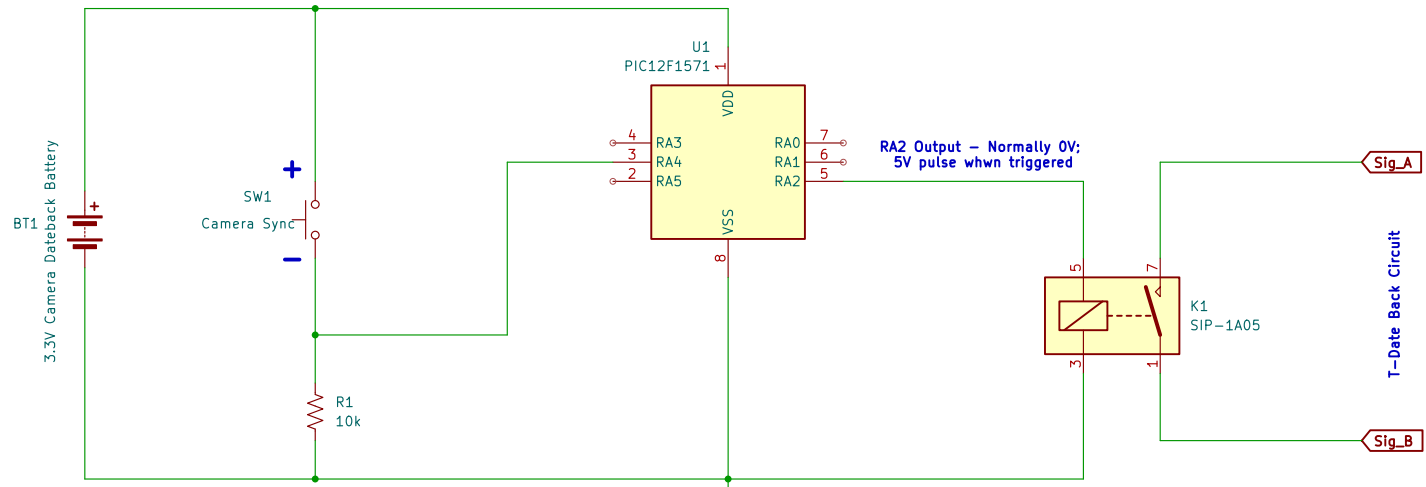 U1
PIC12F1571
1
VDD
4
RA3
3
RA4
2
RA5
7
RA0
6
RA1
5
RA2
VSS
8
RA2 Output - Normally 0V;
5V pulse whwn triggered
+
SW1
Camera Sync
-
BT1
+
3.3V Camera Dateback Battery
R1
10k
5
7
3
1
K1
SIP-1A05
Sig_A
T-Date Back Circuit
Sig_B